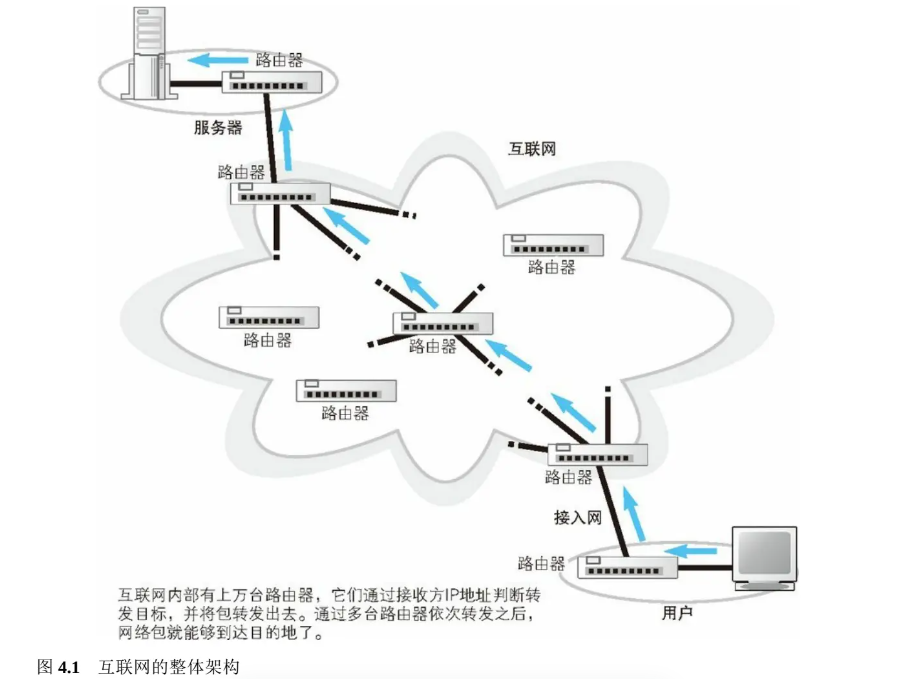 路由器
服务器
互联网
路由器
路由器
路由器
路由器
路由器
路由器
接入网
路由器
用户
互联网内部有上万台路由器，它们通过接收方IP地址判断转
发目标，并将包转发出去。通过多台路由器依次转发之后，
网络包就能够到达目的地了。
图 4.1 互联网的整体架构